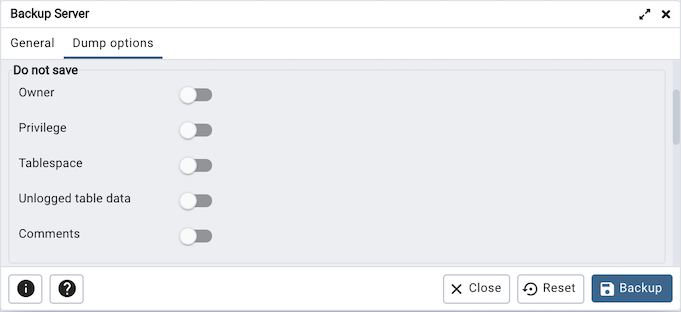 Backup Server
General Dump options
Do not save
Owner
Privilege
Tablespace
Unlogged table data
Comments
Close Reset Backup